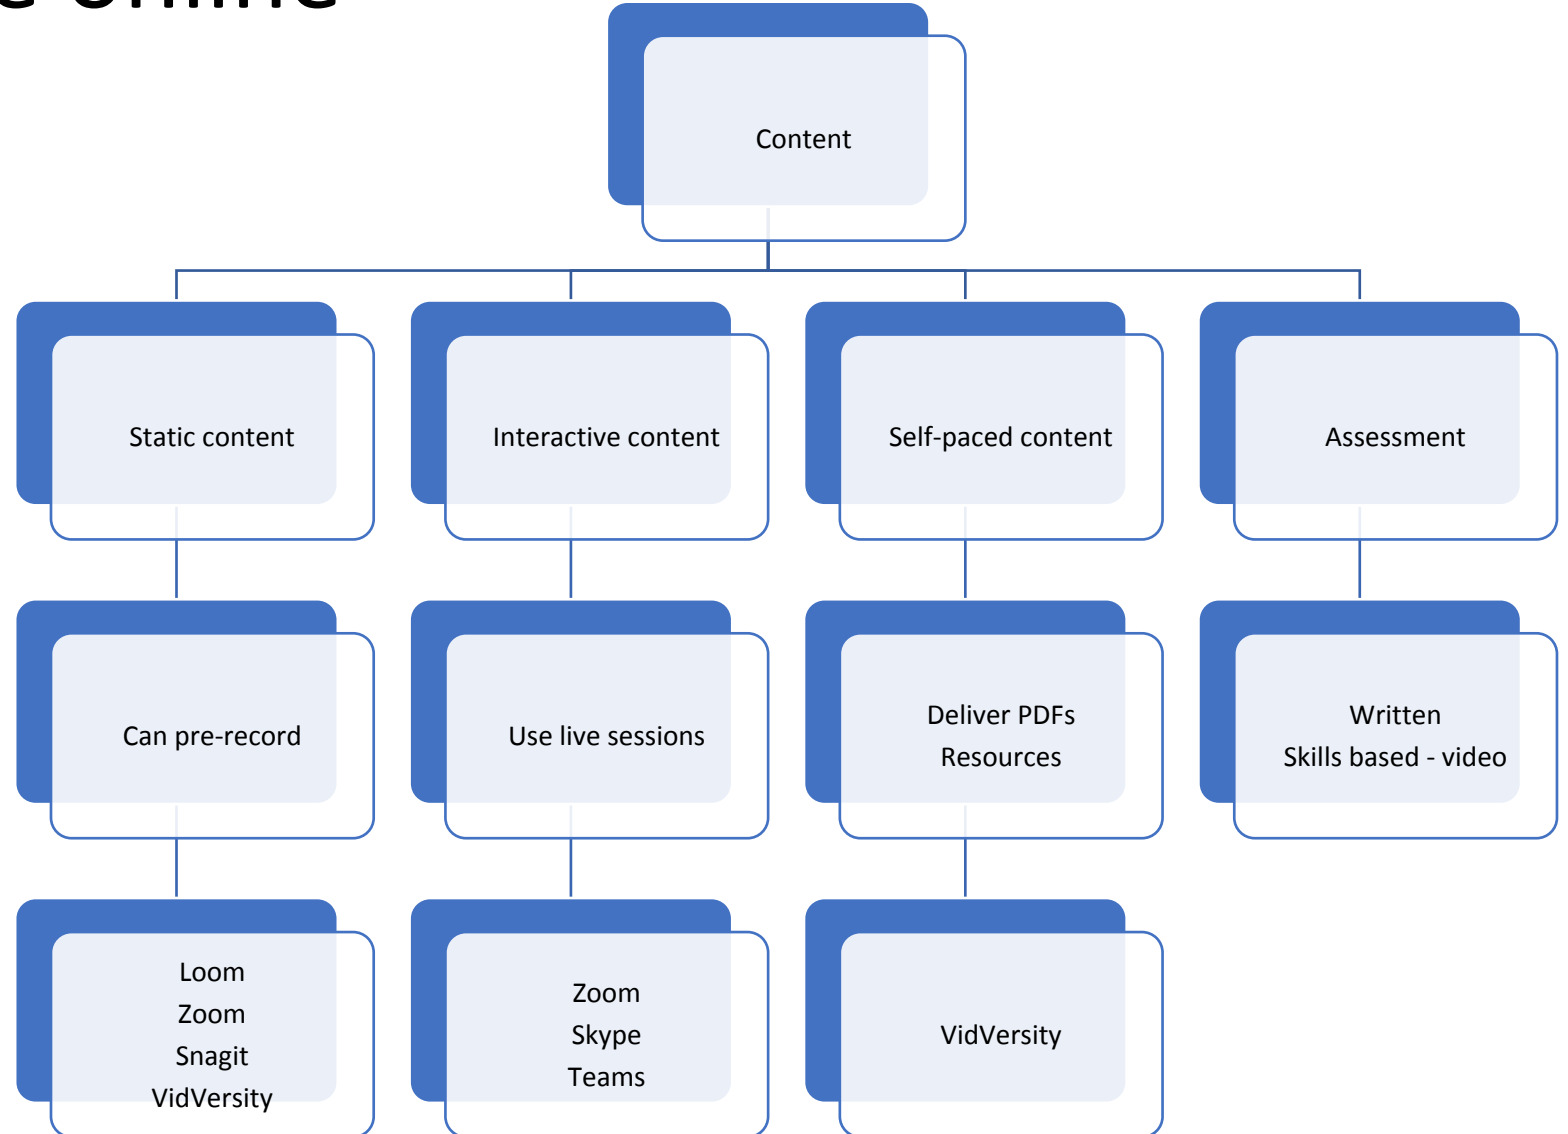 e online
Content
Static content
Interactive content
Self-paced content
Assessment
Can pre-record
Use live sessions
Deliver PDFs
Resources
Written
Skills based - video
Loom
Zoom
Snagit
VidVersity
Zoom
Skype
Teams
VidVersity